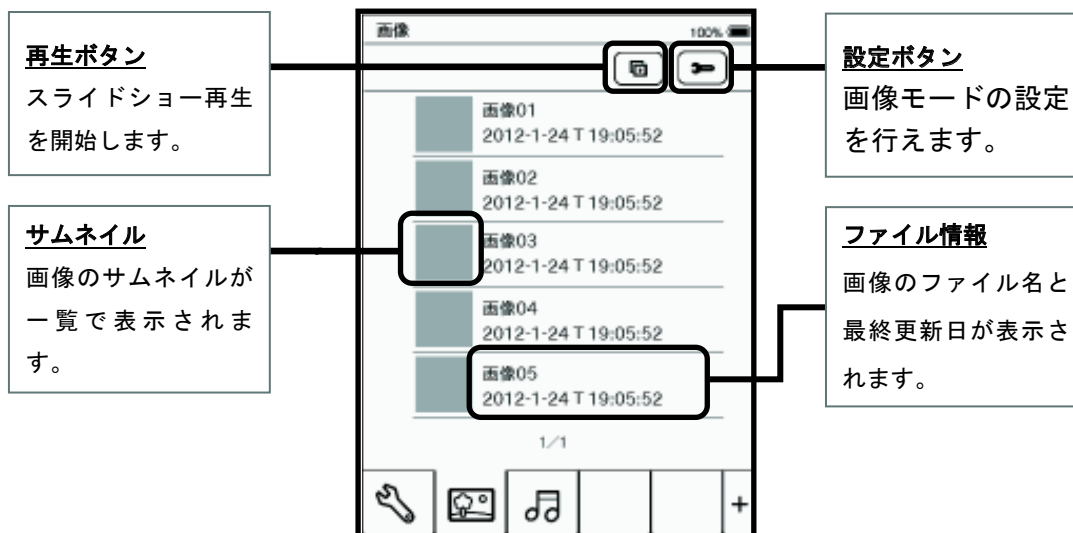 再生ボタン
スライドショー再生
を開始します。
サムネイル
画像のサムネイルが
一覧で表示されま
す。
画像
100%
画像01
2012-1-24 T 19:05:52
画像02
2012-1-24 T 19:05:52
画像03
2012-1-24 T 19:05:52
画像04
2012-1-24 T 19:05:52
画像05
2012-1-24 T 19:05:52
1/1
+
設定ボタン
画像モードの設定
を行えます。
ファイル情報
画像のファイル名と
最終更新日が表示さ
れます。